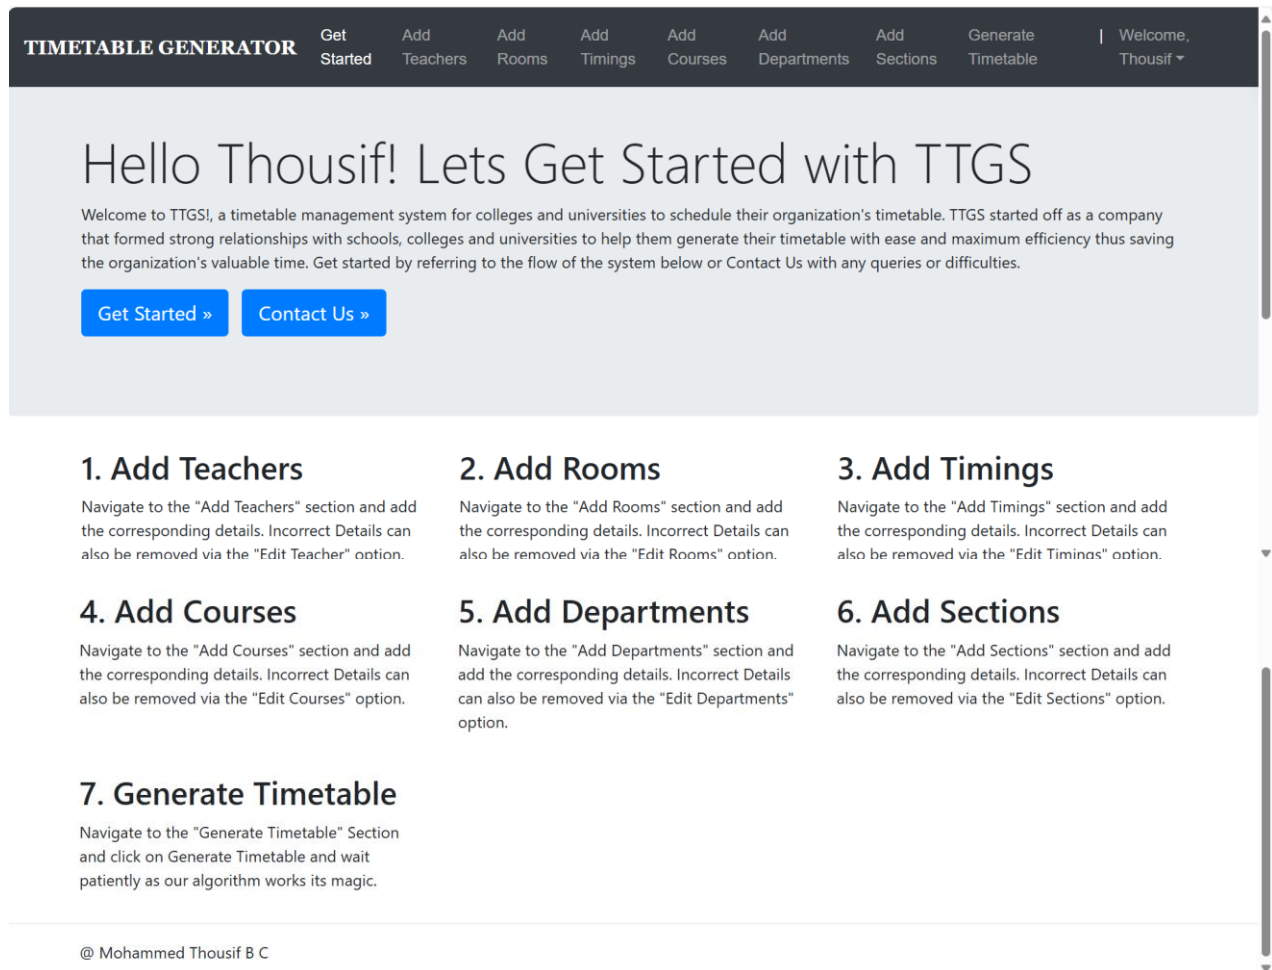 TIMETABLE GENERATOR
Get Started
Add Teachers
Add Rooms
Add Timings
Add Courses
Add Departments
Add Sections
Generate Timetable
|
Welcome, Thousif
Hello Thousif! Lets Get Started with TTGS
Welcome to TTGS!, a timetable management system for colleges and universities to schedule their organization's timetable. TTGS started off as a company
that formed strong relationships with schools, colleges and universities to help them generate their timetable with ease and maximum efficiency thus saving
the organization's valuable time. Get started by referring to the flow of the system below or Contact Us with any queries or difficulties.
Get Started »
Contact Us »
1. Add Teachers
Navigate to the "Add Teachers" section and add
the corresponding details. Incorrect Details can
also be removed via the "Edit Teacher" option.
2. Add Rooms
Navigate to the "Add Rooms" section and add
the corresponding details. Incorrect Details can
also be removed via the "Edit Rooms" option.
3. Add Timings
Navigate to the "Add Timings" section and add
the corresponding details. Incorrect Details can
also be removed via the "Edit Timings" option.
4. Add Courses
Navigate to the "Add Courses" section and add
the corresponding details. Incorrect Details can
also be removed via the "Edit Courses" option.
5. Add Departments
Navigate to the "Add Departments" section and
add the corresponding details. Incorrect Details
can also be removed via the "Edit Departments"
option.
6. Add Sections
Navigate to the "Add Sections" section and add
the corresponding details. Incorrect Details can
also be removed via the "Edit Sections" option.
7. Generate Timetable
Navigate to the "Generate Timetable" Section
and click on Generate Timetable and wait
patiently as our algorithm works its magic.
@ Mohammed Thousif B C